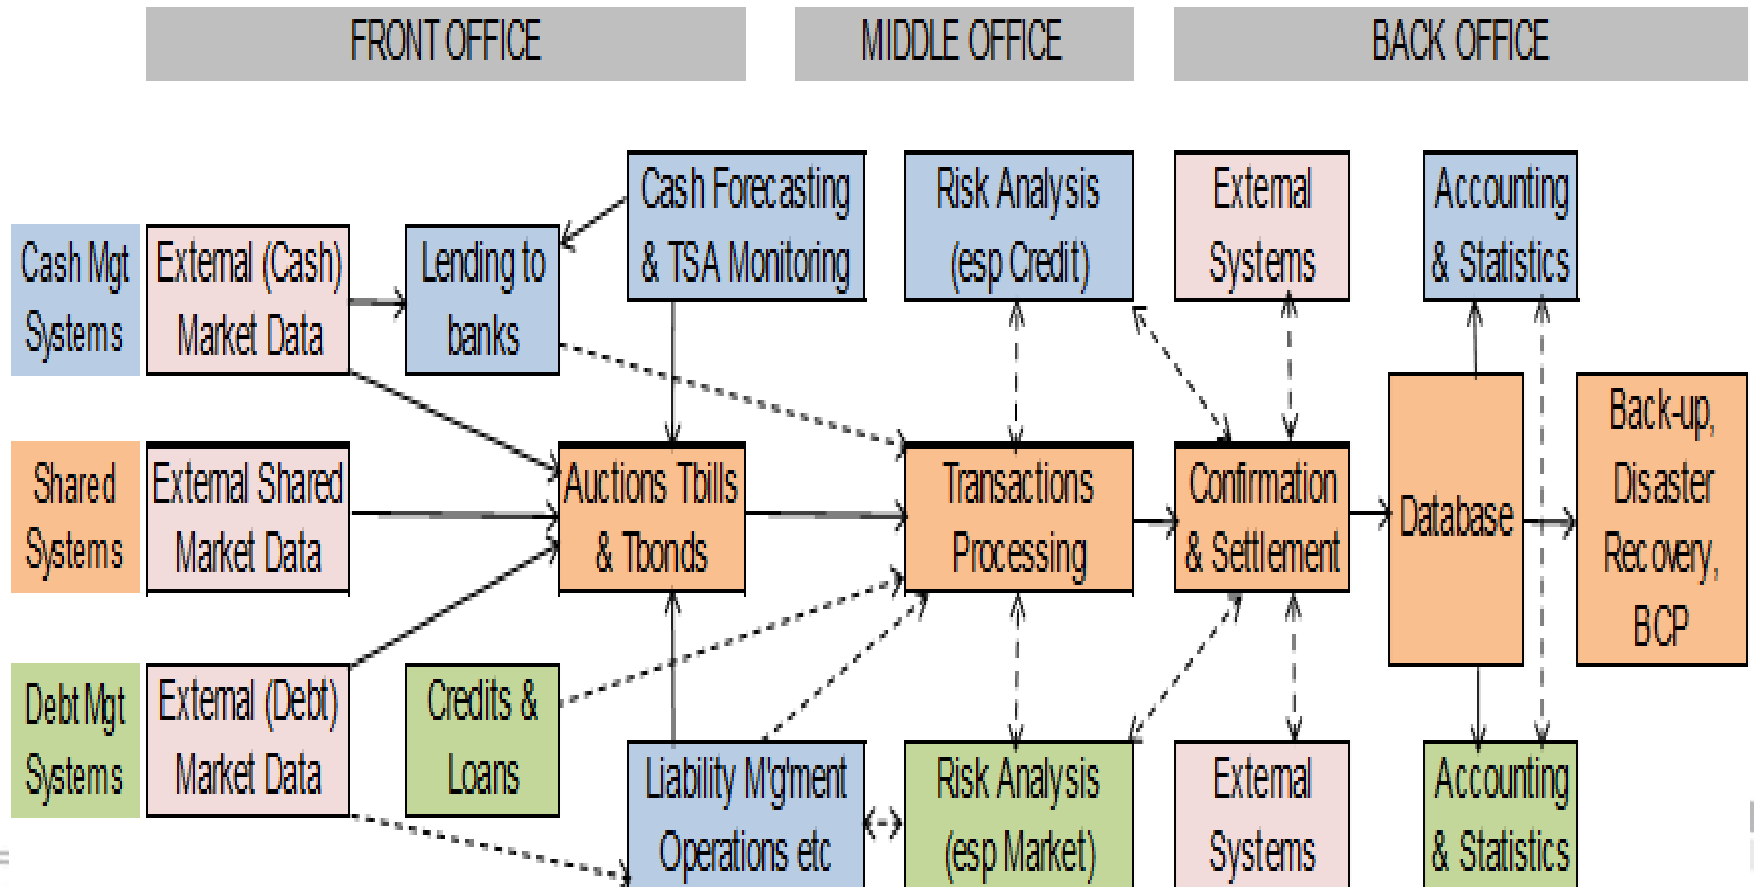 FRONT OFFICE
MIDDLE OFFICE
BACK OFFICE
Cash Mgt
Systems
External (Cash)
Market Data
Lending to
banks
Cash Forecasting
& TSA Monitoring
Risk Analysis
(esp Credit)
External
Systems
Accounting
& Statistics
Shared
Systems
External Shared
Market Data
Auctions Tbills
& Tbonds
Transactions
Processing
Confirmation
& Settlement
Database
Back-up,
Disaster
Recovery,
BCP
Debt Mgt
Systems
External (Debt)
Market Data
Credits &
Loans
Liability M'g'ment
Operations etc
Risk Analysis
(esp Market)
External
Systems
Accounting
& Statistics